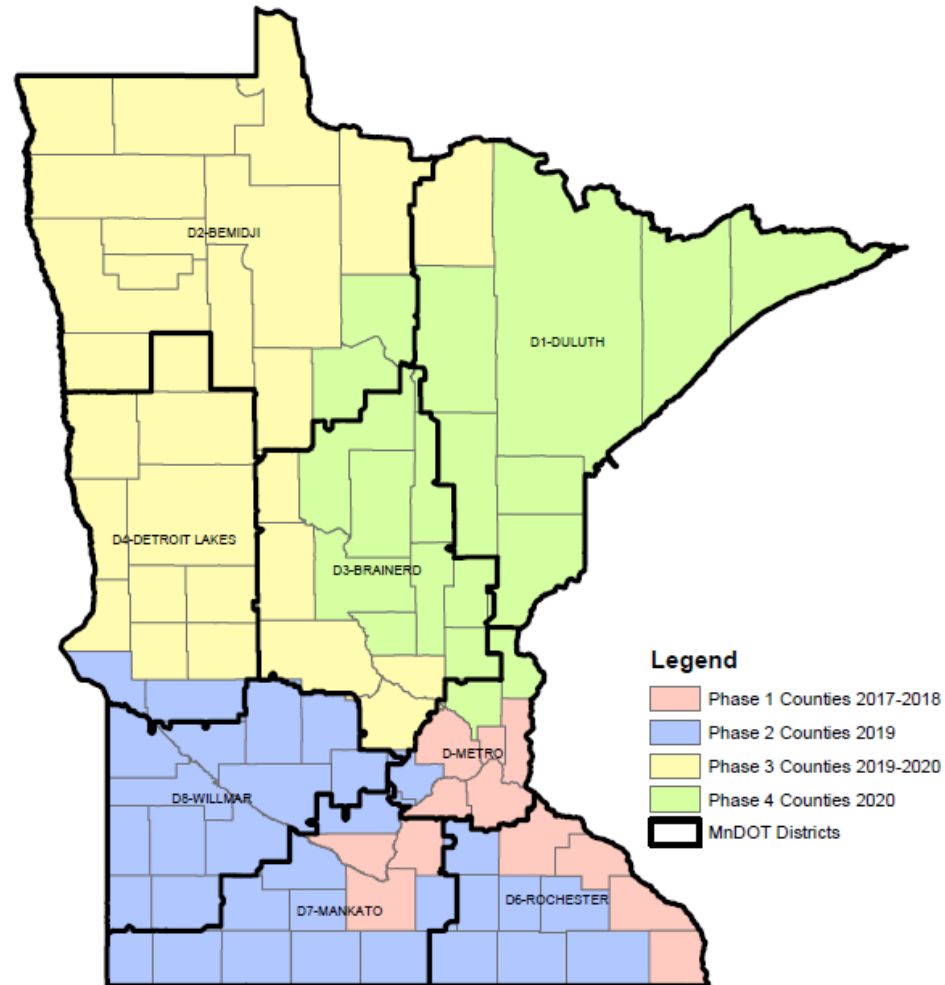 D2-BEMIDJI
D1-DULUTH
D4-DETROIT LAKES
D3-BRAINERD
Legend
Phase 1 Counties 2017-2018
Phase 2 Counties 2019
D-METRO
Phase 3 Counties 2019-2020
D8-WILLMAR
Phase 4 Counties 2020
MnDOT Districts
D6-ROCHESTER
D7-MANKATO